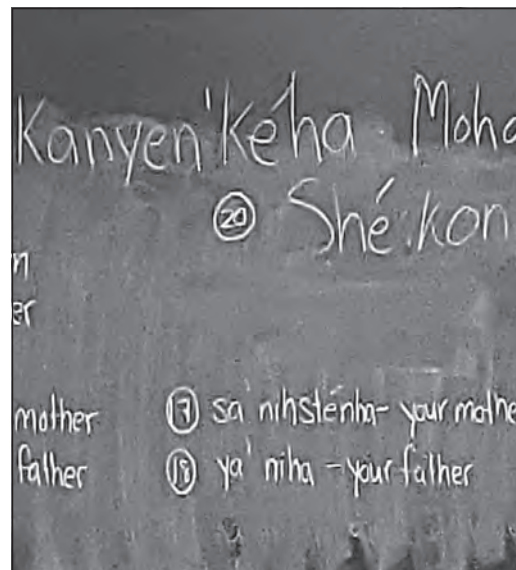 Kanyen'kéha Moha
⑳ Shé:kon
n
er
mother ⑰ sa nihsténha- your mothe
father ⑱ ya' niha - your father